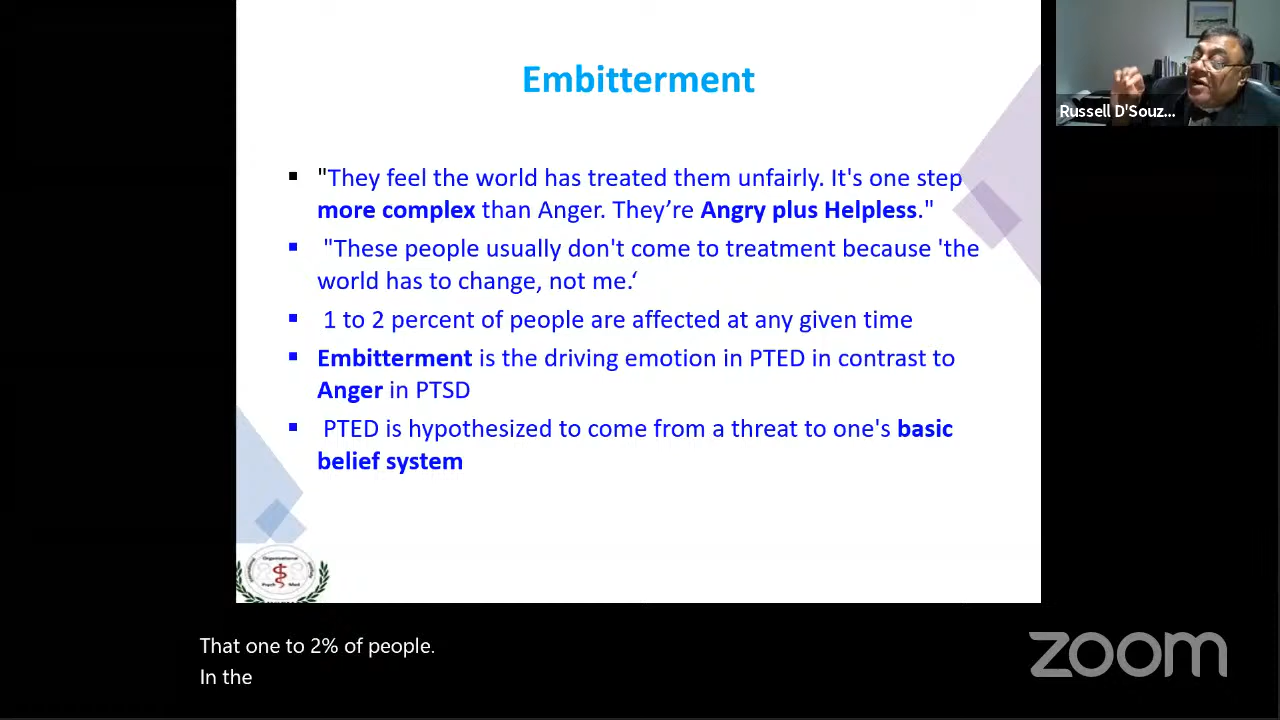 Embitterment
Russell D'Souz...
▪ "They feel the world has treated them unfairly. It's one step
more complex than Anger. They’re Angry plus Helpless."
▪ "These people usually don't come to treatment because 'the
world has to change, not me.‘
▪ 1 to 2 percent of people are affected at any given time
▪ Embitterment is the driving emotion in PTED in contrast to
Anger in PTSD
▪ PTED is hypothesized to come from a threat to one's basic
belief system
Organizational
Psych Med
That one to 2% of people.
In the
zoom